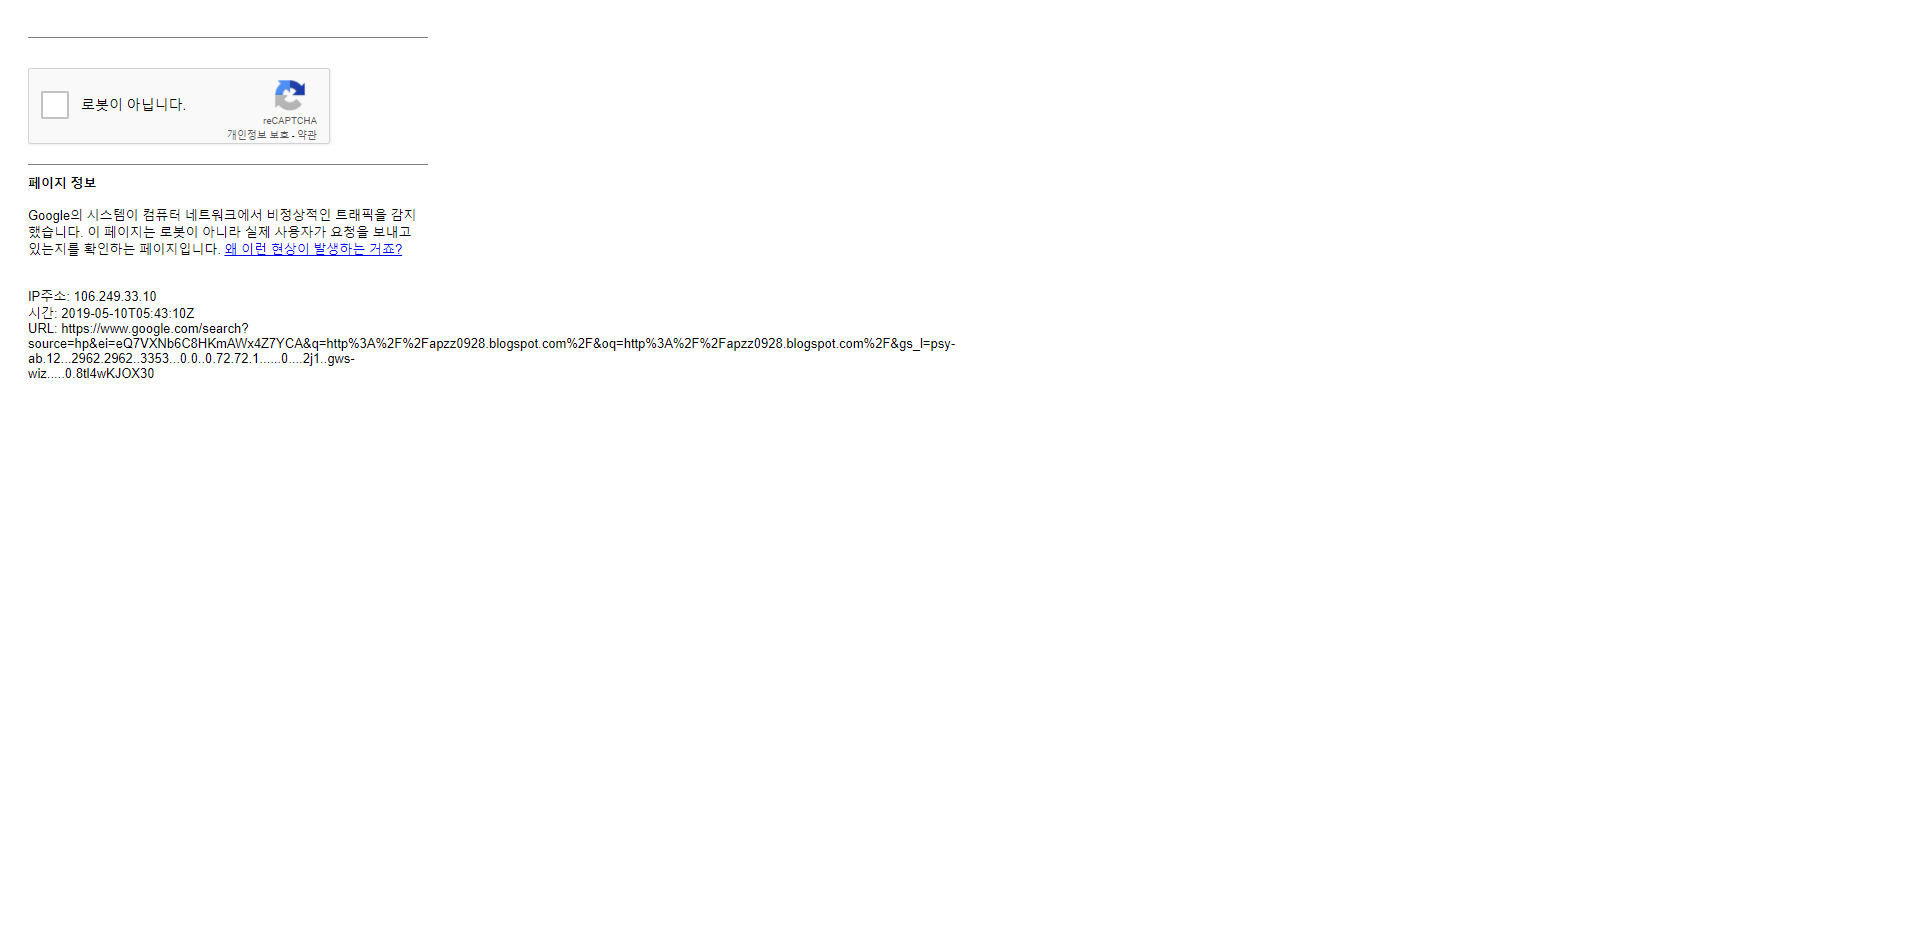 로봇이 아닙니다.
reCAPTCHA
개인정보 보호 - 약관
페이지 정보
Google의 시스템이 컴퓨터 네트워크에서 비정상적인 트래픽을 감지
했습니다. 이 페이지는 로봇이 아니라 실제 사용자가 요청을 보내고
있는지를 확인하는 페이지입니다. 왜 이런 현상이 발생하는 거죠?
IP주소: 106.249.33.10
시간: 2019-05-10T05:43:10Z
URL: https://www.google.com/search?
source=hp&ei=eQ7VXNb6C8HKmAWx4Z7YCA&q=http%3A%2F%2Fapzz0928.blogspot.com%2F&oq=http%3A%2F%2Fapzz0928.blogspot.com%2F&gs_l=psy-
ab.12...2962.2962..3353...0.0..0.72.72.1......0....2j1..gws-
wiz.....0.8tI4wKJOX30